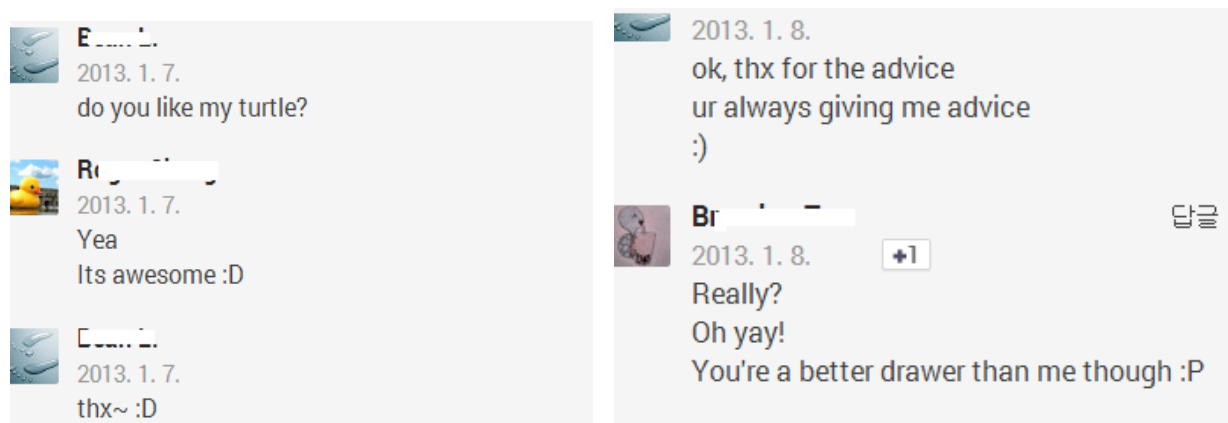 2013. 1. 7.
do you like my turtle?
2013. 1. 7.
Yea
Its awesome :D
2013. 1. 7.
thx~ :D
2013. 1. 8.
ok, thx for the advice
ur always giving me advice
:)
Br
답글
2013. 1. 8.
+1
Really?
Oh yay!
You're a better drawer than me though :P